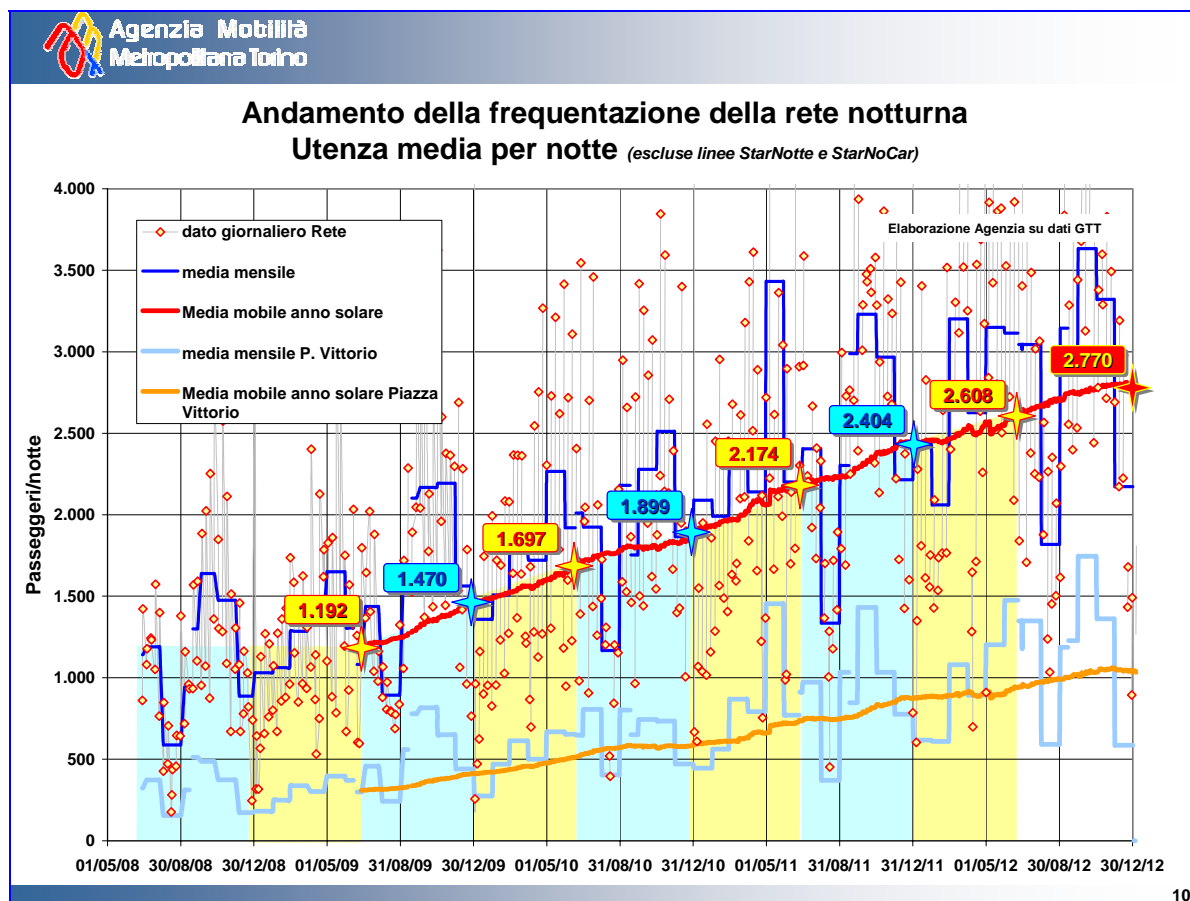 Agenzia Mobilità
Metropolitana Torino
Andamento della frequentazione della rete notturna
Utenza media per notte (escluse linee StarNotte e StarNoCar)
4.000
3.500
3.000
2.500
2.000
1.500
1.000
500
0
Passeggeri/notte
dato giornaliero Rete
media mensile
Media mobile anno solare
media mensile P. Vittorio
Media mobile anno solare Piazza
Vittorio
Elaborazione Agenzia su dati GTT
1.192
1.470
1.697
1.899
2.174
2.404
2.608
2.770
01/05/08 30/08/08 30/12/08 01/05/09 31/08/09 30/12/09 01/05/10 31/08/10 31/12/10 01/05/11 31/08/11 31/12/11 01/05/12 30/08/12 30/12/12
10